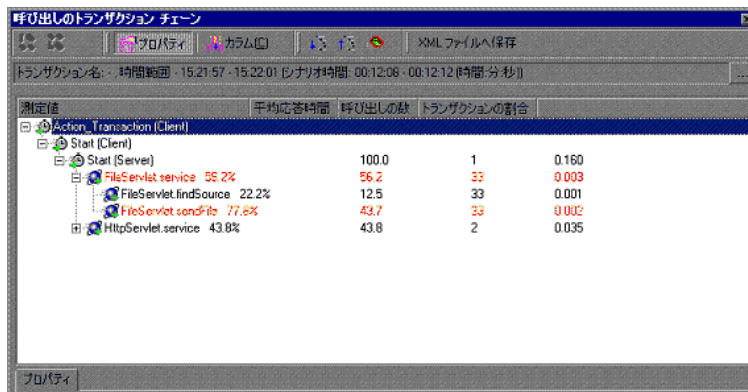 呼び出しのトランザクション チェーン
プロパティ カラム(C) XMLファイルへ保存
トランザクション名: - , 時間範囲 - 15:21:57 - 15:22:01 [シナリオ時間: 00:12:08 - 00:12:12 (時間:分:秒)]
...
測定値 平均応答時間 呼び出しの数 トランザクションの割合
Action_Transaction (Client)
Start (Client)
Start (Server) 100.0 1 0.160
FileServlet.service 56.2% 56.2 33 0.003
FileServlet.findSource 22.2% 12.5 33 0.001
FileServlet.sendFile 77.8% 43.7 33 0.002
HttpServlet.service 43.8% 43.8 2 0.035
プロパティ